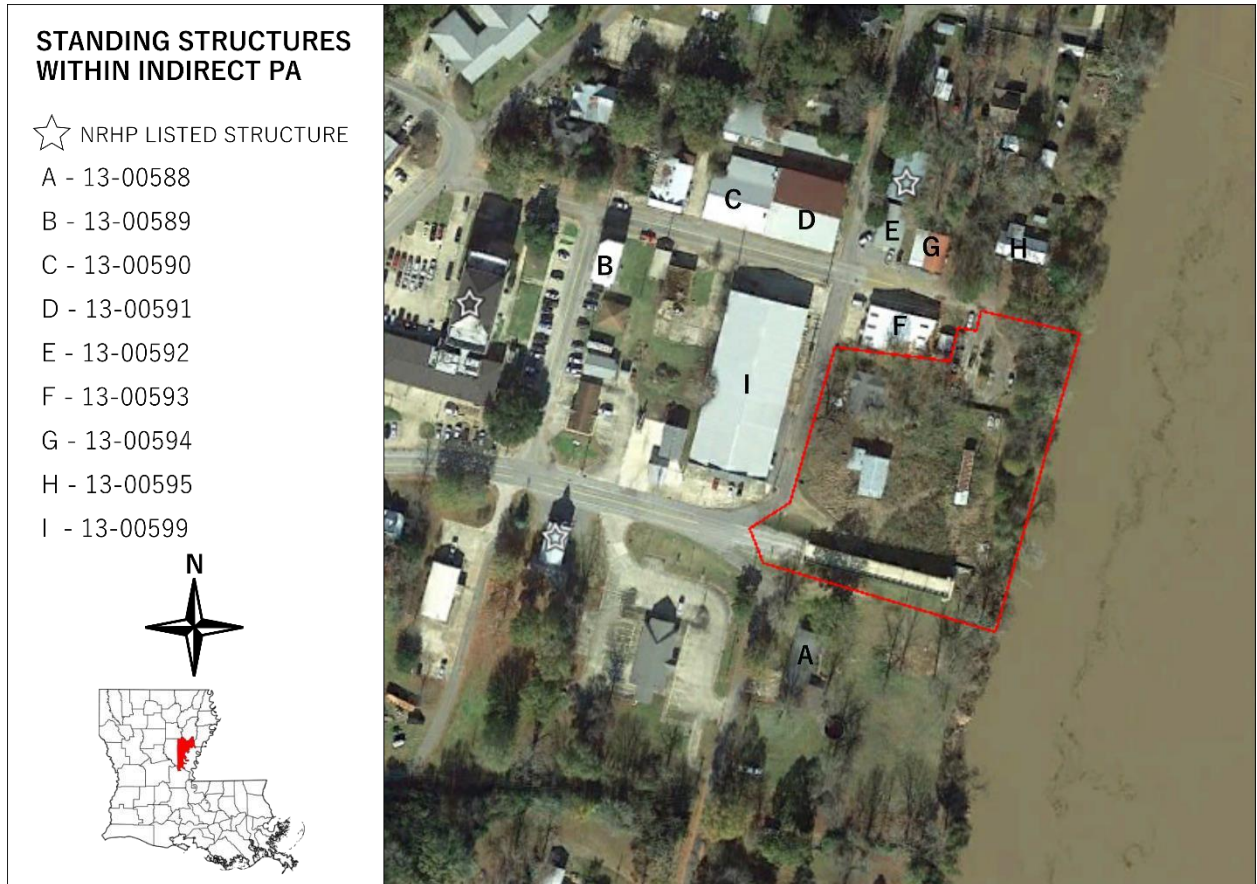 STANDING STRUCTURES
WITHIN INDIRECT PA
NRHP LISTED STRUCTURE
A - 13-00588
B - 13-00589
C - 13-00590
D - 13-00591
E - 13-00592
F - 13-00593
G - 13-00594
H - 13-00595
I - 13-00599
N
C
D
E
G
H
B
F
I
A